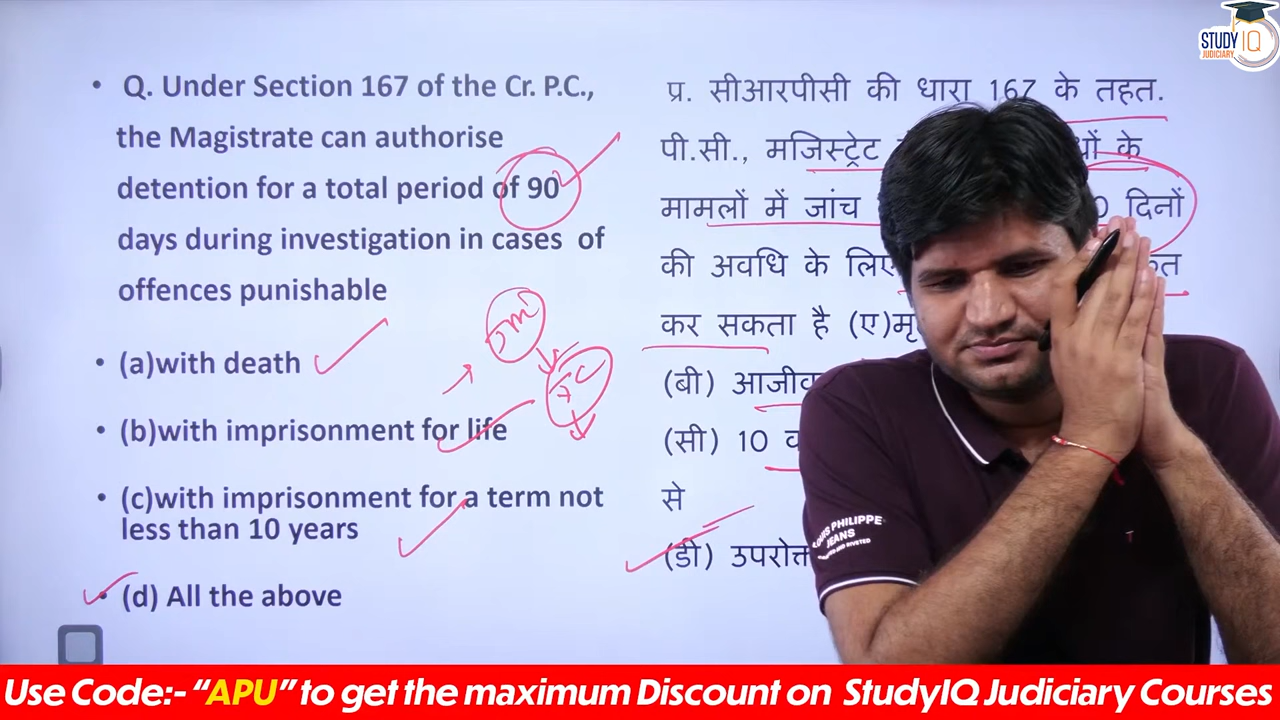 STUDY IQ
JUDICIARY
• Q. Under Section 167 of the Cr. P.C.,
the Magistrate can authorise
detention for a total period of 90
days during investigation in cases of
offences punishable
• (a)with death
• (b)with imprisonment for life
• (c)with imprisonment for a term not
less than 10 years
• (d) All the above
प्र. सीआरपीसी की धारा 167 के तहत.
पी.सी., मजिस्ट्रेट के
मामलों में जांच दिनों
की अवधि के लिए
कर सकता है (ए)
(बी)
(सी) 10
से
(डी)
LOUIS PHILIPPE
JEANS
Use Code:- “APU” to get the maximum Discount on StudyIQ Judiciary Courses